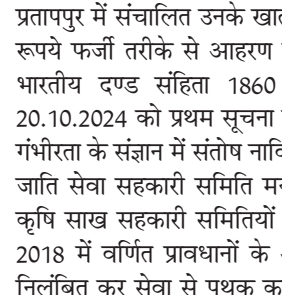 प्रतापपुर में संचालित उनके
रूपये फर्जी तरीके से आहरण
भारतीय दण्ड संहिता 1860
20.10.2024 को प्रथम सूचना
गंभीरता के संज्ञान में संतोष
जाति सेवा सहकारी समिति
कृषि साख सहकारी समितियों
2018 में वर्णित प्रावधानों के
निलंबित कर सेवा से पृथक